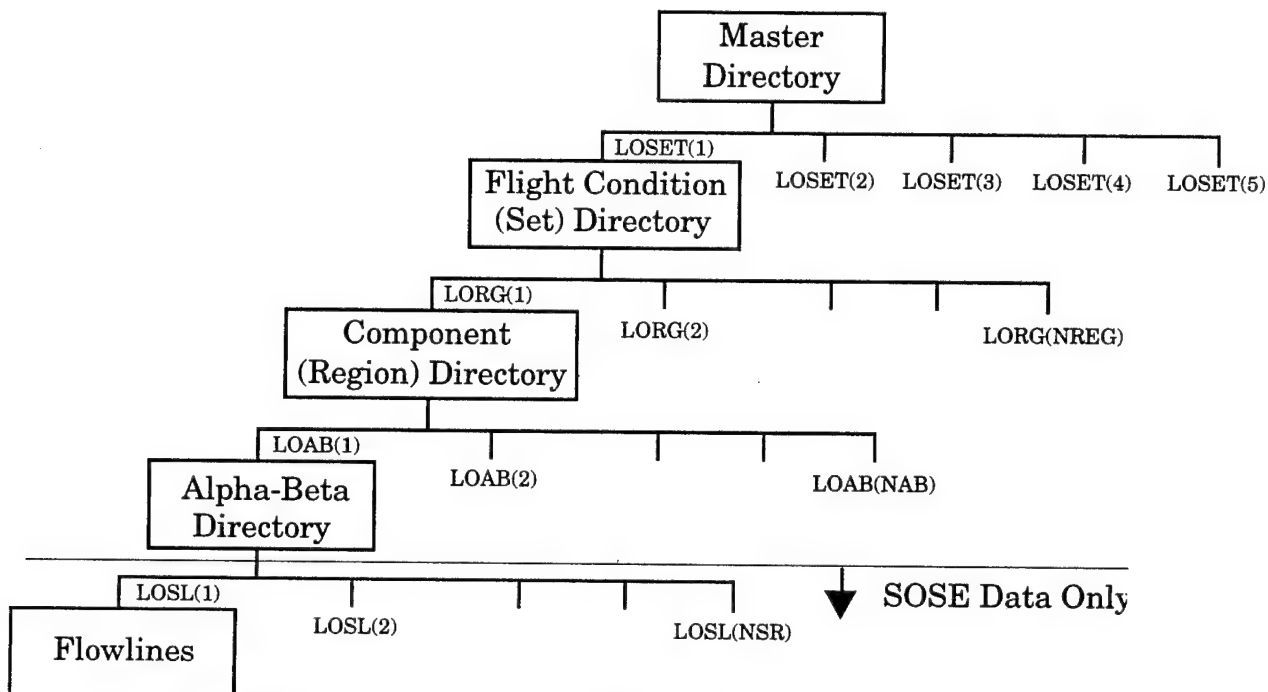 Master
Directory
LOSET(1)
LOSET(2)
LOSET(3)
LOSET(4)
LOSET(5)
Flight Condition
(Set) Directory
LORG(1)
LORG(2)
LORG(NREG)
Component
(Region) Directory
LOAB(1)
LOAB(2)
LOAB(NAB)
Alpha-Beta
Directory
SOSE Data Only
LOSL(1)
LOSL(2)
LOSL(NSR)
Flowlines